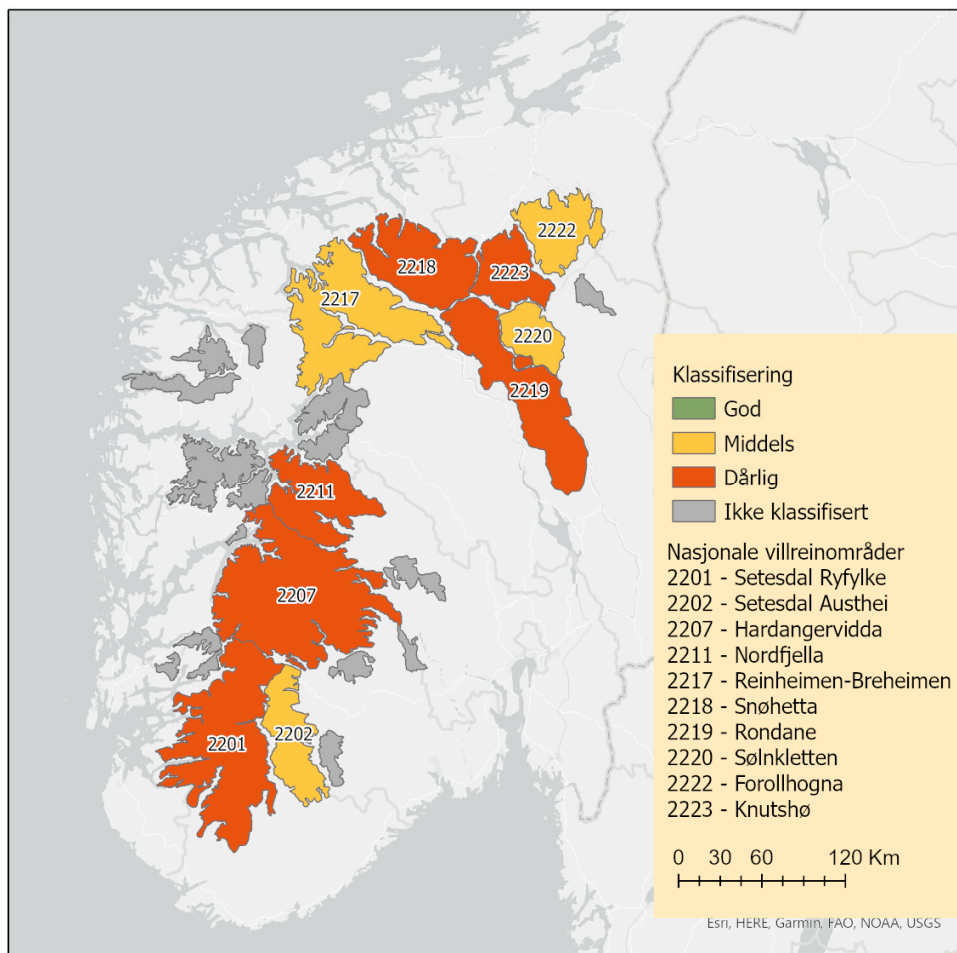 2222
2218
2223
2217
2220
2219
2211
2207
2201
2202
Klassifisering
God
Middels
Dårlig
Ikke klassifisert
Nasjonale villreinområder
2201 - Setesdal Ryfylke
2202 - Setesdal Austhei
2207 - Hardangervidda
2211 - Nordfjella
2217 - Reinheimen-Breheimen
2218 - Snøhetta
2219 - Rondane
2220 - Sølnkletten
2222 - Forollhogna
2223 - Knutshø
0 30 60 120 Km
Esri, HERE, Garmin, FAO, NOAA, USGS